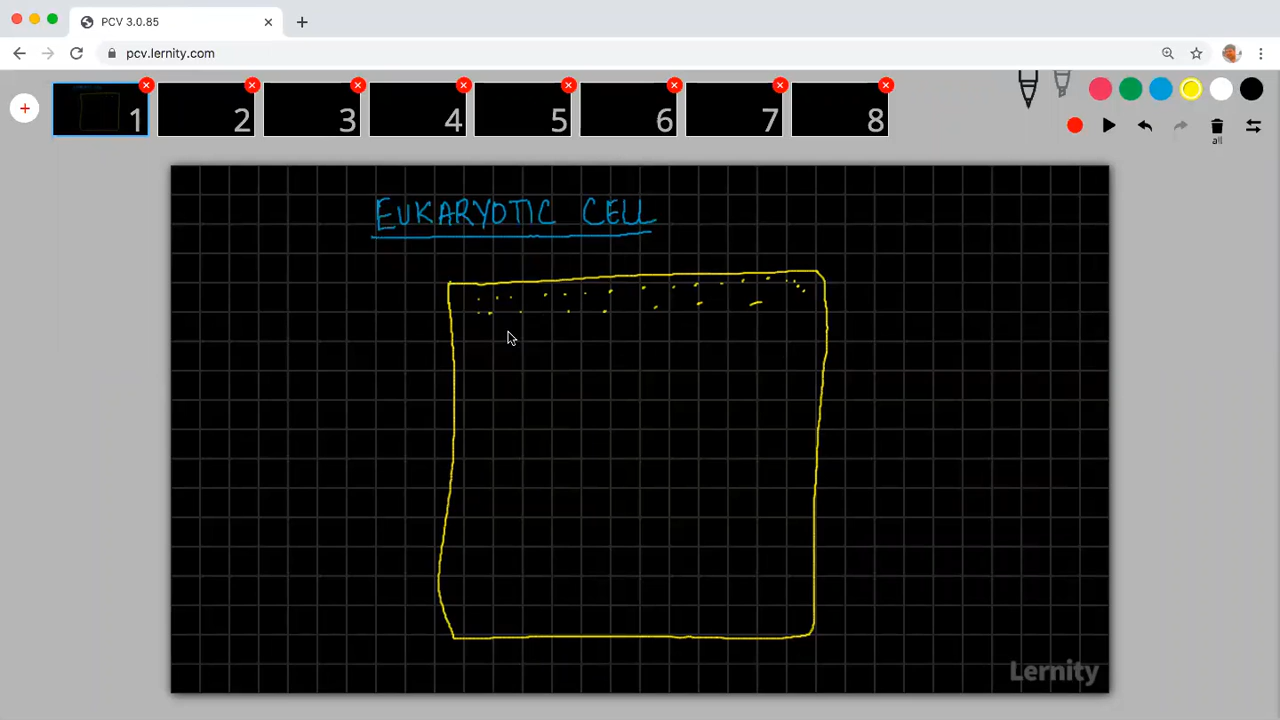 PCV 3.0.85
pcv.lernity.com
1 2 3 4 5 6 7 8
all
EUKARYOTIC CELL
Lernity